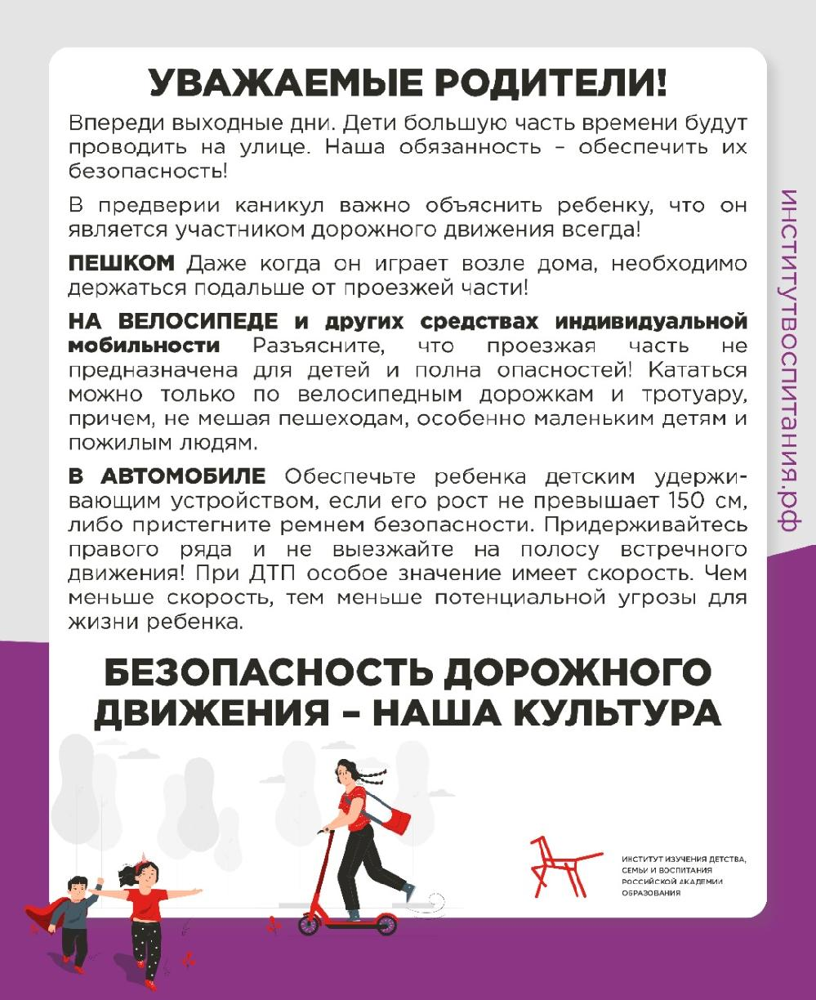 УВАЖАЕМЫЕ РОДИТЕЛИ!
Впереди выходные дни. Дети большую часть времени будут
проводить на улице. Наша обязанность – обеспечить их
безопасность!
В предверии каникул важно объяснить ребенку, что он
является участником дорожного движения всегда!
ПЕШКОМ Даже когда он играет возле дома, необходимо
держаться подальше от проезжей части!
НА ВЕЛОСИПЕДЕ и других средствах индивидуальной
мобильности Разъясните, что проезжая часть не
предназначена для детей и полна опасностей! Кататься
можно только по велосипедным дорожкам и тротуару,
причем, не мешая пешеходам, особенно маленьким детям и
пожилым людям.
В АВТОМОБИЛЕ Обеспечьте ребенка детским удержи-
вающим устройством, если его рост не превышает 150 см,
либо пристегните ремнем безопасности. Придерживайтесь
правого ряда и не выезжайте на полосу встречного
движения! При ДТП особое значение имеет скорость. Чем
меньше скорость, тем меньше потенциальной угрозы для
жизни ребенка.
БЕЗОПАСНОСТЬ ДОРОЖНОГО
ДВИЖЕНИЯ – НАША КУЛЬТУРА
ИНСТИТУТ ИЗУЧЕНИЯ ДЕТСТВА,
СЕМЬИ И ВОСПИТАНИЯ
РОССИЙСКОЙ АКАДЕМИИ
ОБРАЗОВАНИЯ
институтвоспитания.рф